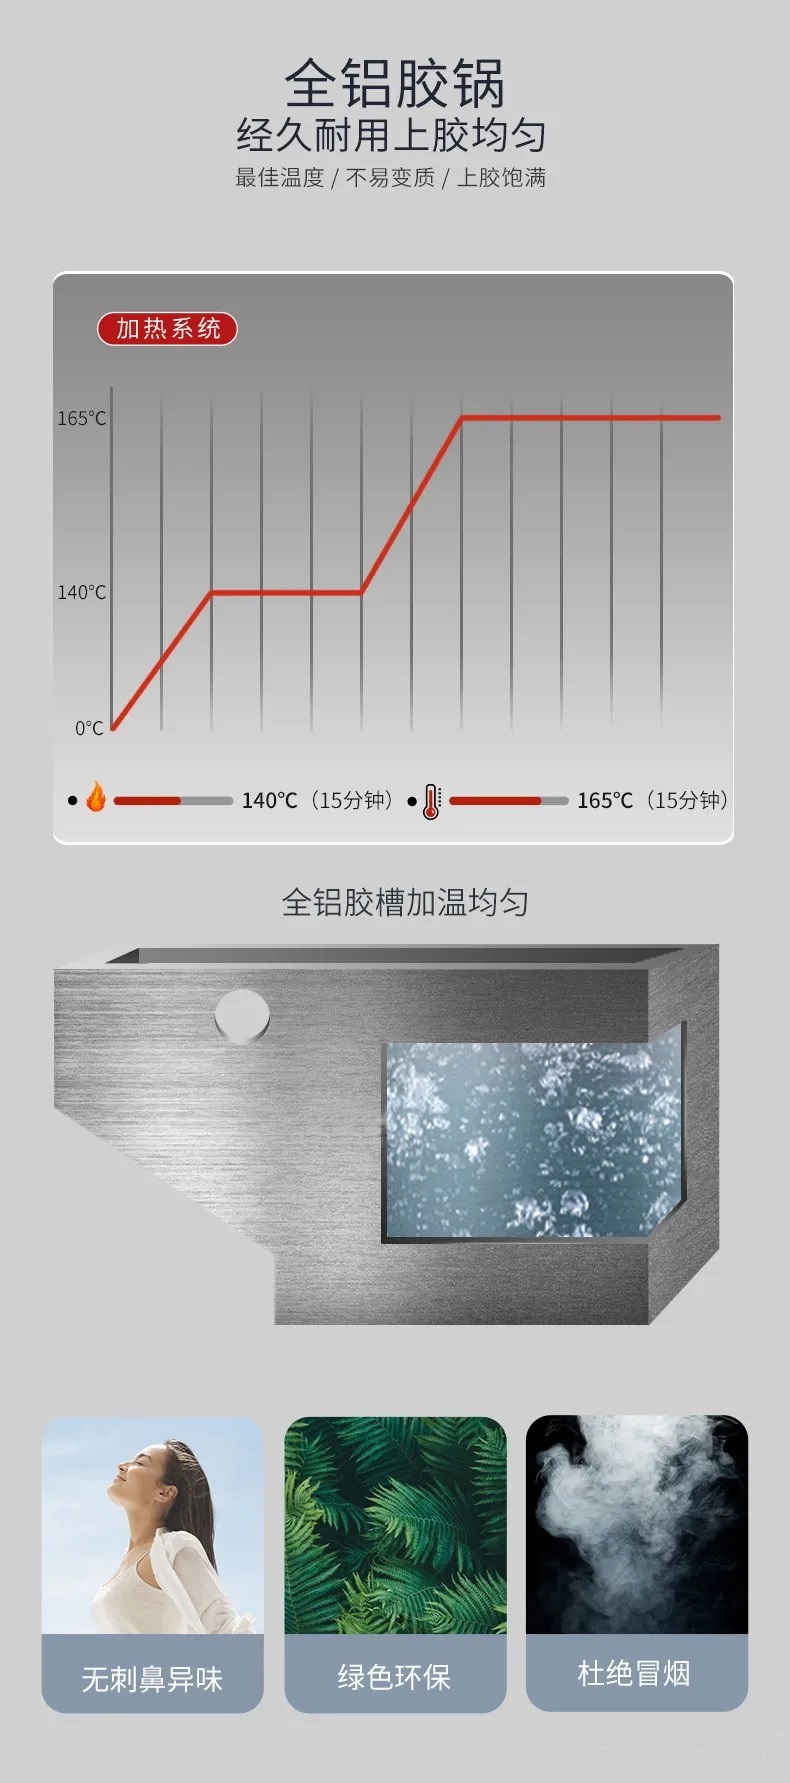 全铝胶锅
经久耐用上胶均匀
最佳温度 / 不易变质 / 上胶饱满
加热系统
165°C
140°C
0°C
140°C（15分钟） 165°C（15分钟）
全铝胶槽加温均匀
无刺鼻异味 绿色环保 杜绝冒烟